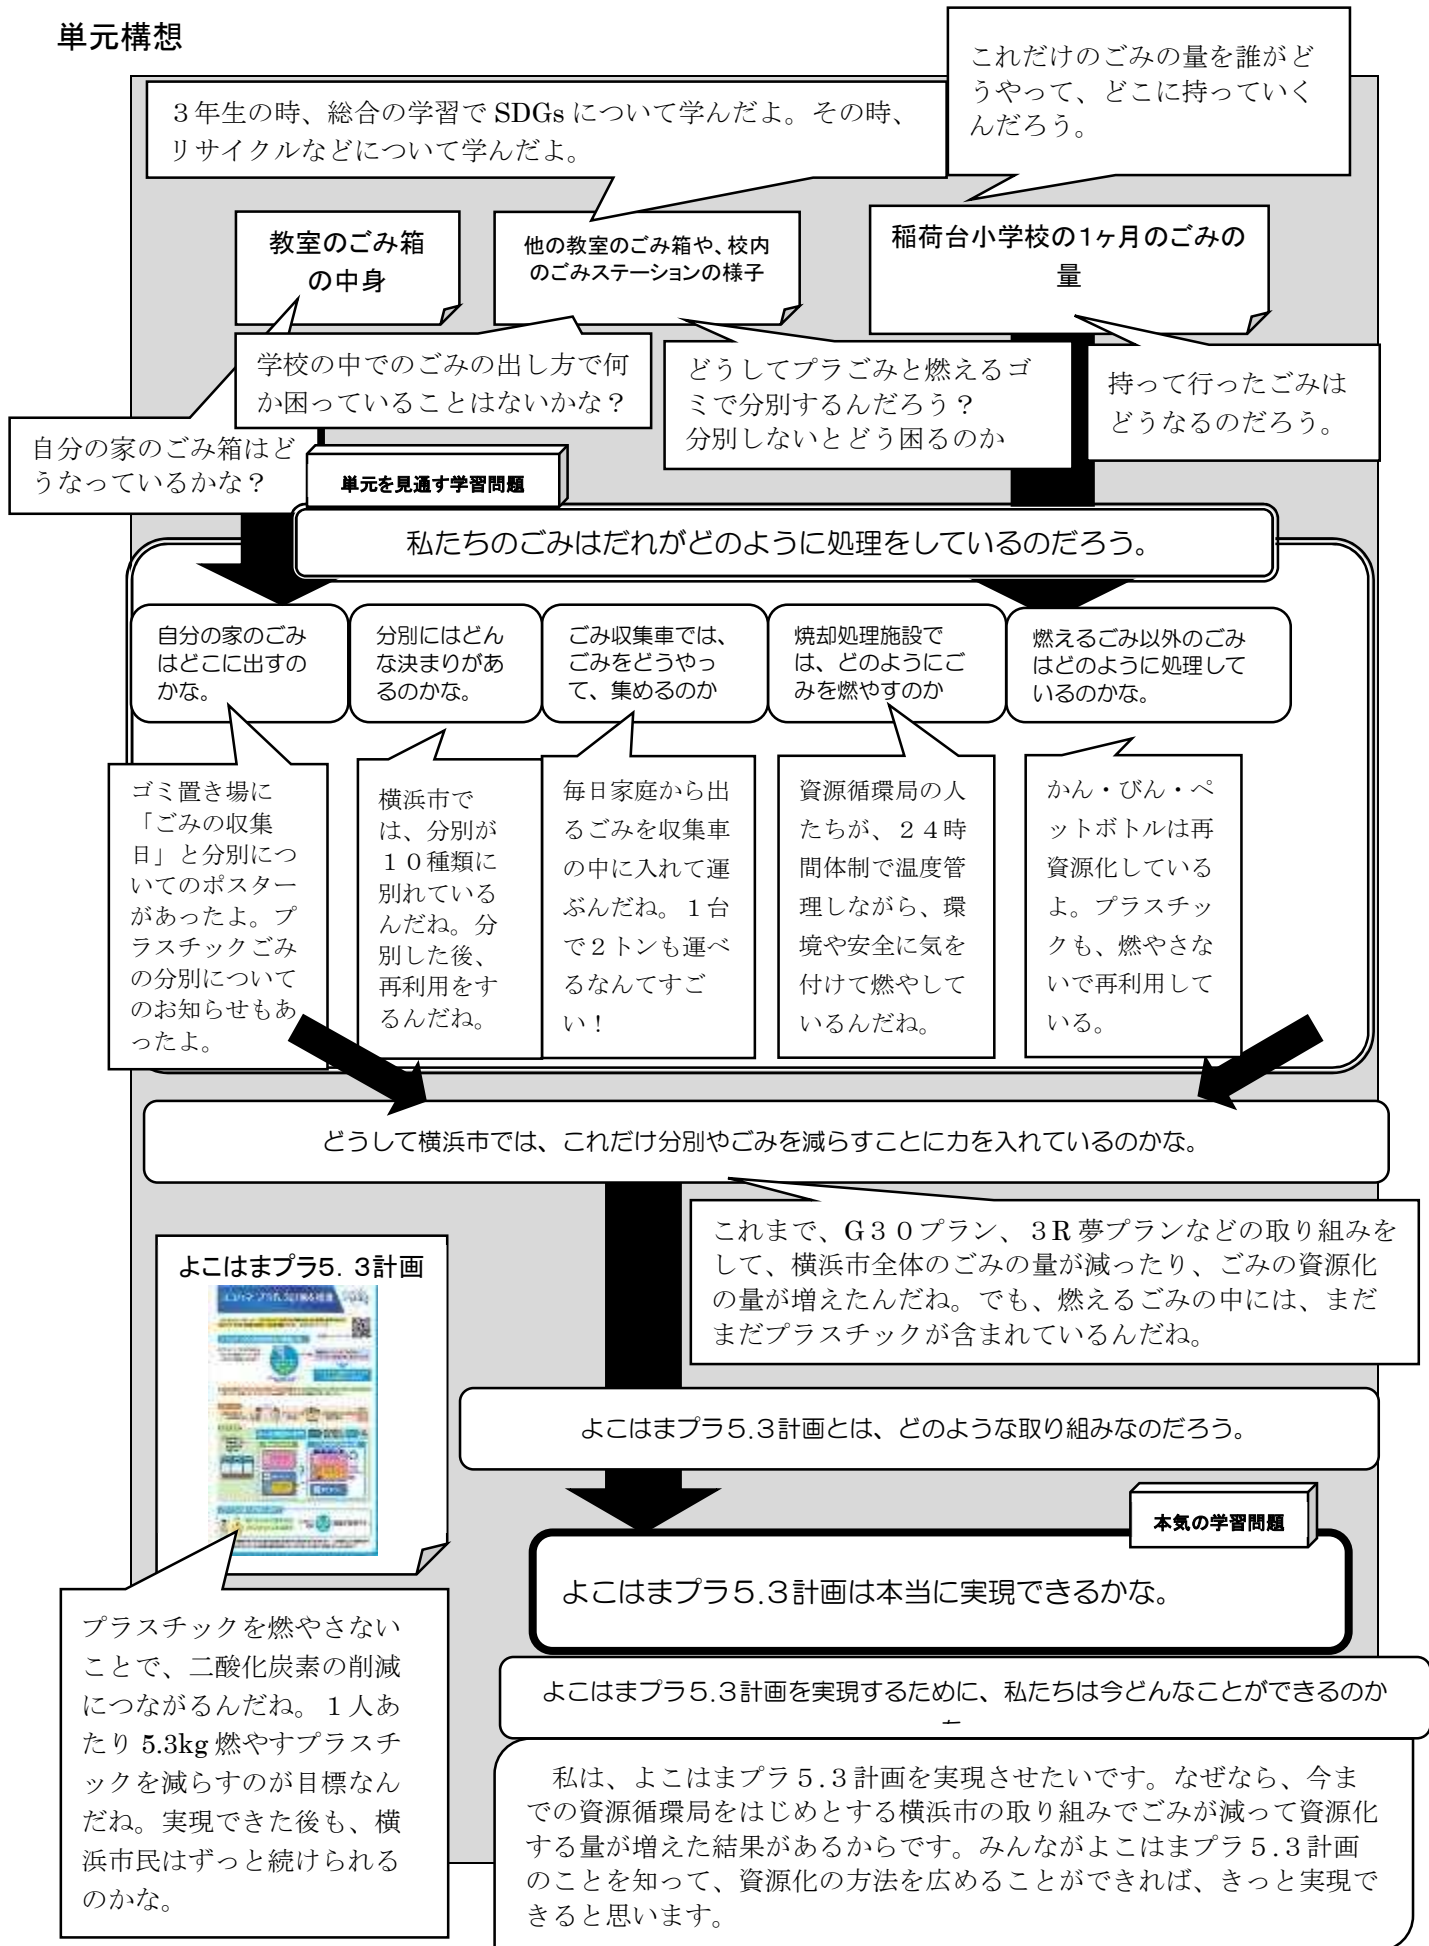 単元構想
これだけのごみの量を誰がど
うやって、どこに持っていく
んだろう。
３年生の時、総合の学習で SDGs について学んだよ。その時、
リサイクルなどについて学んだよ。
教室のごみ箱
の中身
他の教室のごみ箱や、校内
のごみステーションの様子
稲荷台小学校の1ヶ月のごみの
量
学校の中でのごみの出し方で何
か困っていることはないかな？
どうしてプラごみと燃えるゴ
ミで分別するんだろう？
分別しないとどう困るのか
持って行ったごみは
どうなるのだろう。
自分の家のごみ箱はど
うなっているかな？
単元を見通す学習問題
私たちのごみはだれがどのように処理をしているのだろう。
自分の家のごみ
はどこに出すの
かな。
分別にはどん
な決まりがあ
るのかな。
ごみ収集車では、
ごみをどうやっ
て、集めるのか
焼却処理施設で
は、どのようにご
みを燃やすのか
燃えるごみ以外のごみ
はどのように処理して
いるのかな。
ゴミ置き場に
「ごみの収集
日」と分別につ
いてのポスター
があったよ。プ
ラスチックごみ
の分別について
のお知らせもあ
ったよ。
横浜市で
は、分別が
１０種類に
別れている
んだね。分
別した後、
再利用をす
るんだね。
毎日家庭から出
るごみを収集車
の中に入れて運
ぶんだね。１台
で２トンも運べ
るなんてすご
い！
資源循環局の人
たちが、２４時
間体制で温度管
理しながら、環
境や安全に気を
付けて燃やして
いるんだね。
かん・びん・ペ
ットボトルは再
資源化している
よ。プラスチッ
クも、燃やさな
いで再利用して
いる。
どうして横浜市では、これだけ分別やごみを減らすことに力を入れているのかな。
これまで、G３０プラン、３R 夢プランなどの取り組みを
して、横浜市全体のごみの量が減ったり、ごみの資源化
の量が増えたんだね。でも、燃えるごみの中には、まだ
まだプラスチックが含まれているんだね。
よこはまプラ5．3計画
よこはまプラ5.3計画とは、どのような取り組みなのだろう。
本気の学習問題
よこはまプラ5.3計画は本当に実現できるかな。
プラスチックを燃やさない
ことで、二酸化炭素の削減
につながるんだね。１人あ
たり 5.3kg 燃やすプラスチ
ックを減らすのが目標なん
だね。実現できた後も、横
浜市民はずっと続けられる
のかな。
よこはまプラ5.3計画を実現するために、私たちは今どんなことができるのか
私は、よこはまプラ５.３計画を実現させたいです。なぜなら、今ま
での資源循環局をはじめとする横浜市の取り組みでごみが減って資源化
する量が増えた結果があるからです。みんながよこはまプラ５.３計画
のことを知って、資源化の方法を広めることができれば、きっと実現で
きると思います。